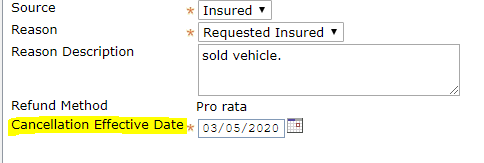 Source * Insured
Reason * Requested Insured
Reason Description sold vehicle.
Refund Method Pro rata
Cancellation Effective Date * 03/05/2020